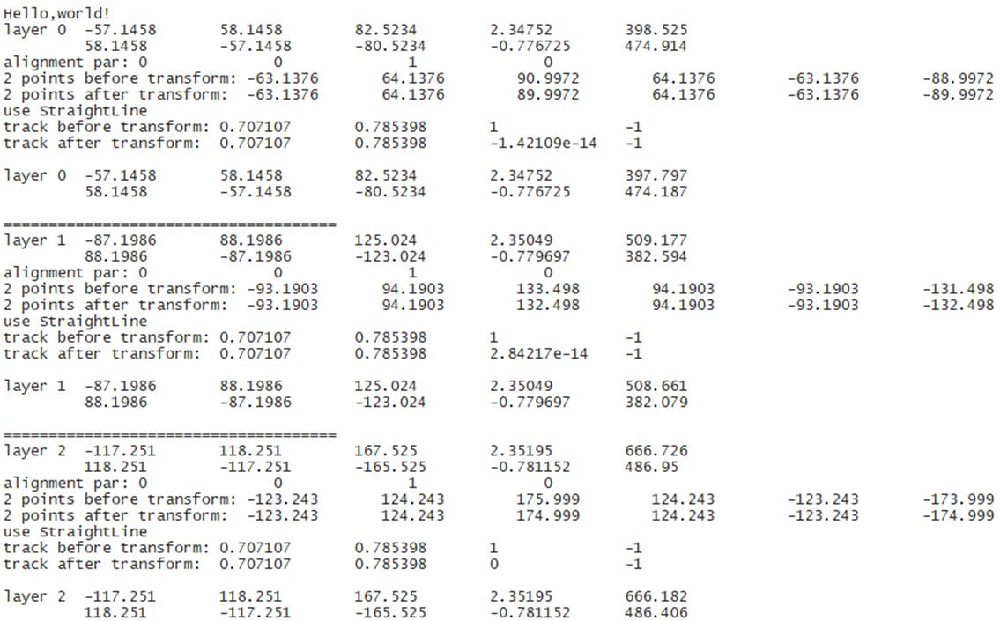 Hello,world!
layer 0 -57.1458 58.1458 82.5234 2.34752 398.525
58.1458 -57.1458 -80.5234 -0.776725 474.914
alignment par: 0 0 1 0
2 points before transform: -63.1376 64.1376 90.9972 64.1376 -63.1376 -88.9972
2 points after transform: -63.1376 64.1376 89.9972 64.1376 -63.1376 -89.9972
use StraightLine
track before transform: 0.707107 0.785398 1 -1
track after transform: 0.707107 0.785398 -1.42109e-14 -1
layer 0 -57.1458 58.1458 82.5234 2.34752 397.797
58.1458 -57.1458 -80.5234 -0.776725 474.187
=====================================
layer 1 -87.1986 88.1986 125.024 2.35049 509.177
88.1986 -87.1986 -123.024 -0.779697 382.594
alignment par: 0 0 1 0
2 points before transform: -93.1903 94.1903 133.498 94.1903 -93.1903 -131.498
2 points after transform: -93.1903 94.1903 132.498 94.1903 -93.1903 -132.498
use StraightLine
track before transform: 0.707107 0.785398 1 -1
track after transform: 0.707107 0.785398 2.84217e-14 -1
layer 1 -87.1986 88.1986 125.024 2.35049 508.661
88.1986 -87.1986 -123.024 -0.779697 382.079
=====================================
layer 2 -117.251 118.251 167.525 2.35195 666.726
118.251 -117.251 -165.525 -0.781152 486.95
alignment par: 0 0 1 0
2 points before transform: -123.243 124.243 175.999 124.243 -123.243 -173.999
2 points after transform: -123.243 124.243 174.999 124.243 -123.243 -174.999
use StraightLine
track before transform: 0.707107 0.785398 1 -1
track after transform: 0.707107 0.785398 0 -1
layer 2 -117.251 118.251 167.525 2.35195 666.182
118.251 -117.251 -165.525 -0.781152 486.406